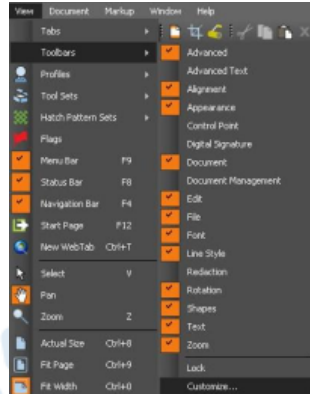 View Document Markup Window Help
Tabs
Toolbars
Profiles
Tool Sets
Hatch Pattern Sets
Flags
Menu Bar F9
Status Bar F8
Navigation Bar F4
Start Page F12
New WebTab Ctrl+T
Select V
Pan
Zoom Z
Actual Size Ctrl+8
Fit Page Ctrl+9
Fit Width Ctrl+0
Advanced
Advanced Text
Alignment
Appearance
Control Point
Digital Signature
Document
Document Management
Edit
File
Font
Line Style
Redaction
Rotation
Shapes
Text
Zoom
Lock
Customize...